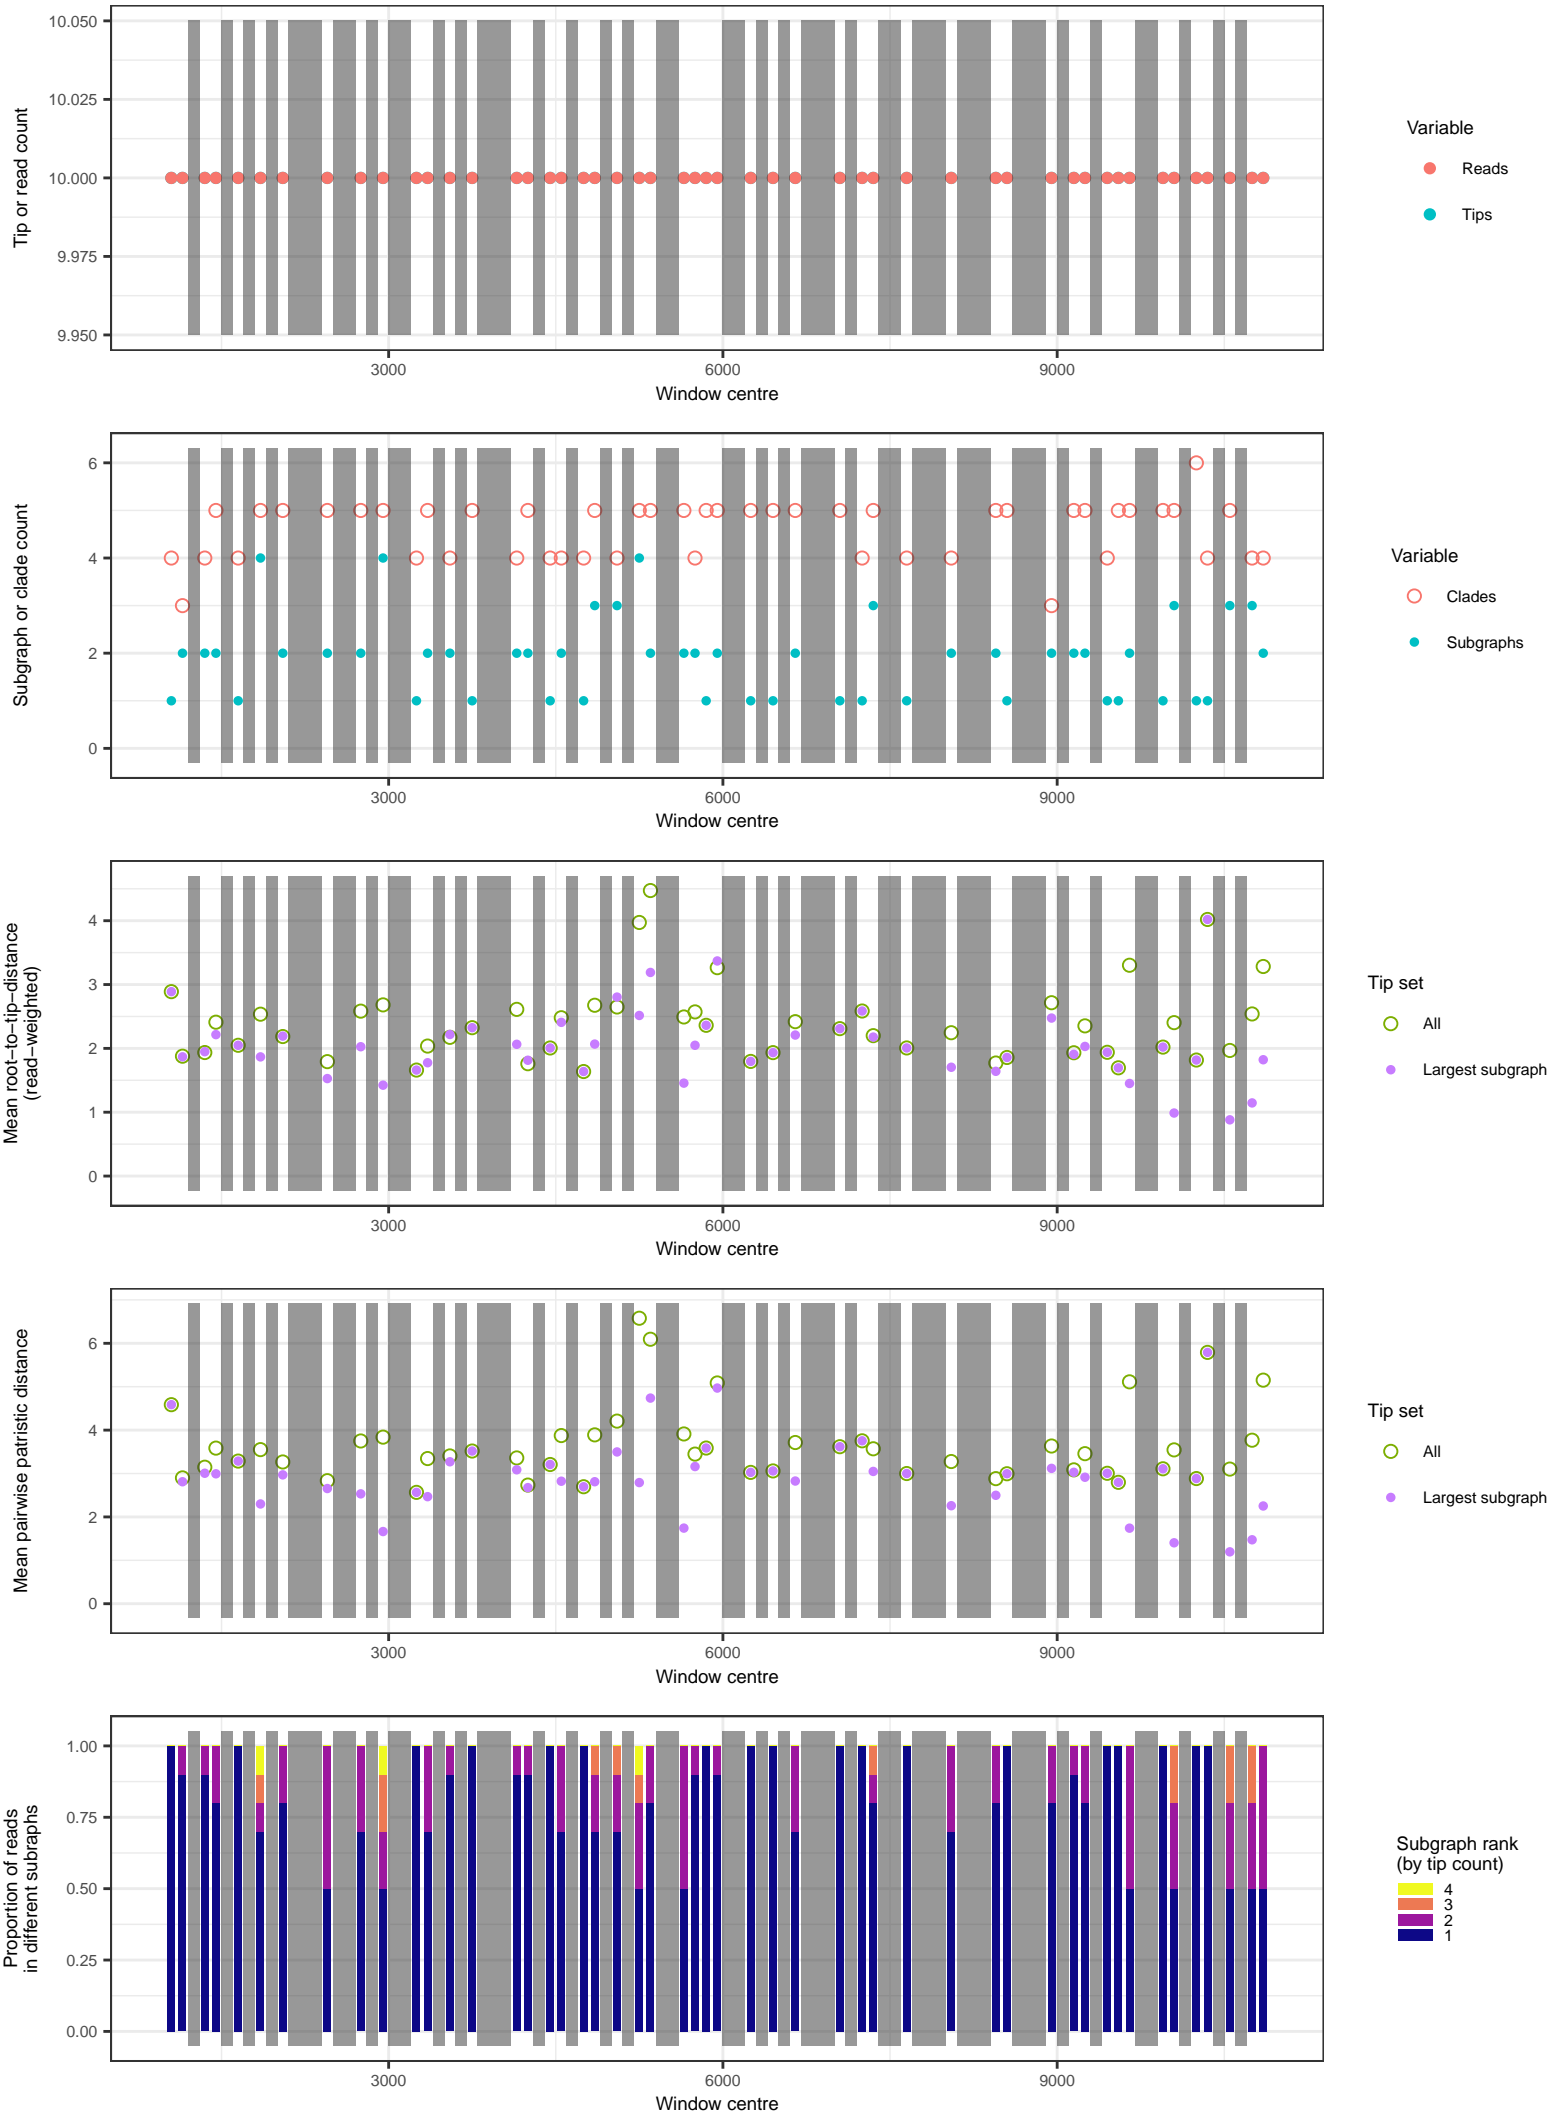 10.050
10.025
10.000
9.975
9.950
Tip or read count
3000
6000
9000
Window centre
Variable
Reads
Tips
6
4
2
0
Subgraph or clade count
3000
6000
9000
Window centre
Variable
Clades
Subgraphs
4
3
2
1
0
Mean root−to−tip−distance
(read−weighted)
3000
6000
9000
Window centre
Tip set
All
Largest subgraph
6
4
2
0
Mean pairwise patristic distance
3000
6000
9000
Window centre
Tip set
All
Largest subgraph
1.00
0.75
0.50
0.25
0.00
Proportion of reads
in different subraphs
3000
6000
9000
Window centre
Subgraph rank
(by tip count)
4
3
2
1